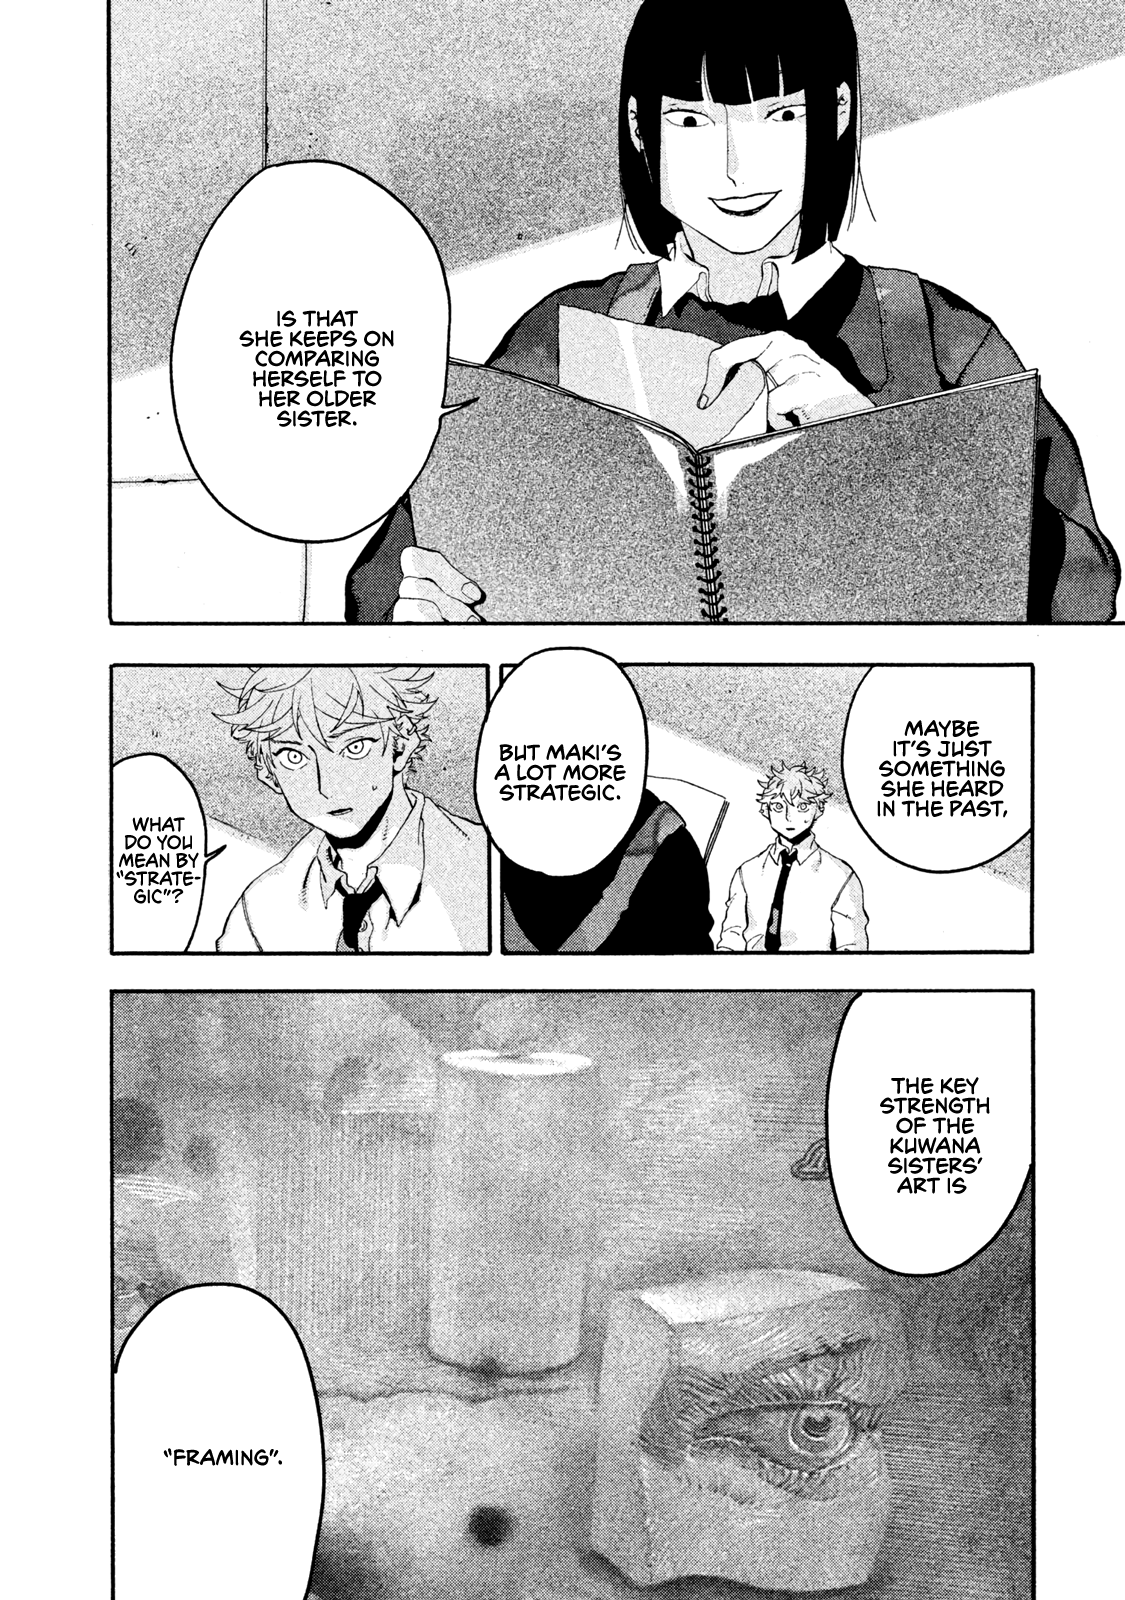 IS THAT
SHE KEEPS ON
COMPARING
HERSELF TO
HER OLDER
SISTER.
MAYBE
IT'S JUST
SOMETHING
SHE HEARD
IN THE PAST,
BUT MAKI'S
A LOT MORE
STRATEGIC.
WHAT
DO YOU
MEAN BY
"STRATE-
GIC"?
THE KEY
STRENGTH
OF THE
KUWANA
SISTERS'
ART IS
"FRAMING".